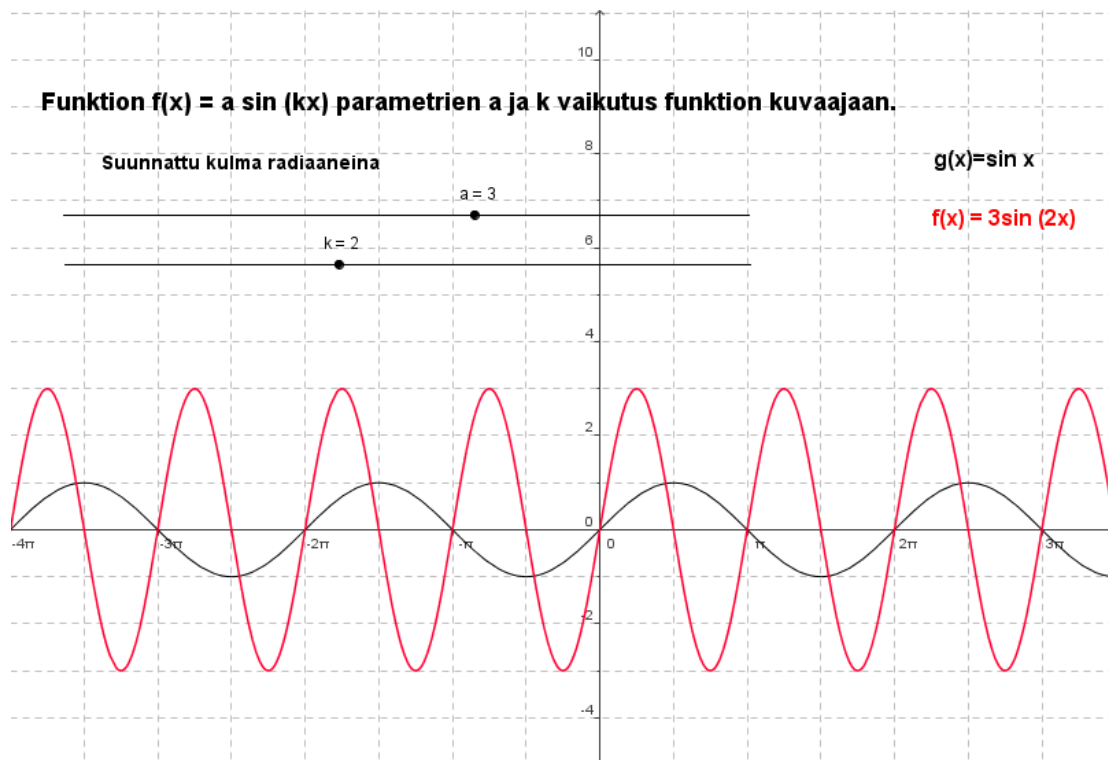 10
Funktion f(x) = a sin (kx) parametrien a ja k vaikutus funktion kuvaajaan.
8
Suunnattu kulma radiaaneina
g(x)=sin x
a = 3
f(x) = 3sin (2x)
k = 2
6
4
2
0
-4π -3π -2π -π 0 π 2π 3π
-2
-4